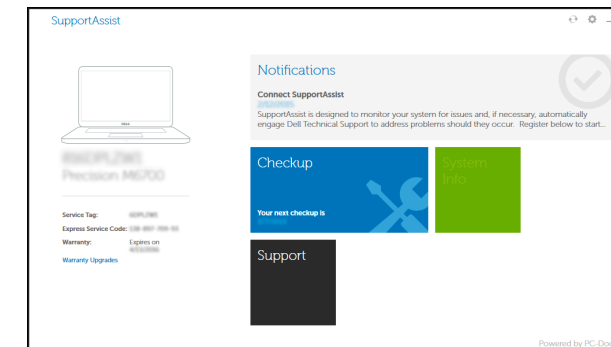 SupportAssist
Notifications
Connect SupportAssist
SupportAssist is designed to monitor your system for issues and, if necessary, automatically
engage Dell Technical Support to address problems should they occur. Register below to start...
Precision M6700
Checkup
System
Info
Service Tag:
Express Service Code:
Warranty: Expires on
Warranty Upgrades
Your next checkup is
Support
Powered by PC-Doc